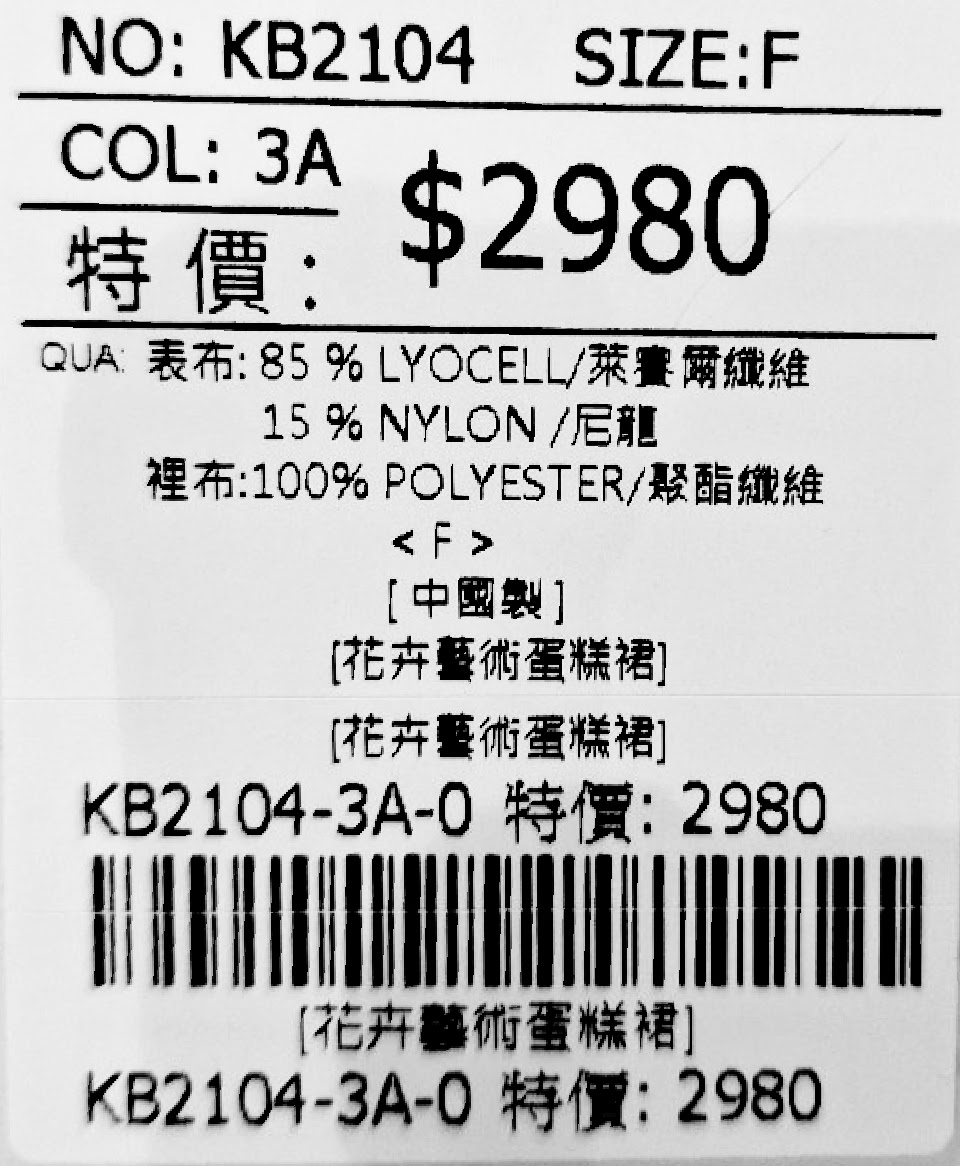 NO: KB2104 SIZE:F
COL: 3A
$2980
特價:
QUA: 表布: 85 % LYOCELL/萊賽爾纖維
15 % NYLON /尼龍
裡布:100% POLYESTER/聚酯纖維
< F >
[ 中國製 ]
[花卉藝術蛋糕裙]
[花卉藝術蛋糕裙]
KB2104-3A-0 特價: 2980
[花卉藝術蛋糕裙]
KB2104-3A-0 特價: 2980